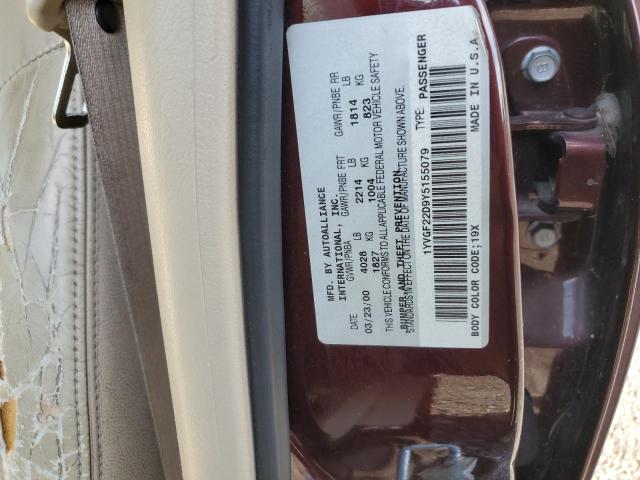 MFD. BY AUTOALLIANCE
INTERNATIONAL, INC.
DATE GVWR/PNBA GAWR/PNBE FRT GAWR/PNBE RR
03/23/00 4028 LB 2214 LB 1814 LB
1827 KG 1004 KG 823 KG
THIS VEHICLE CONFORMS TO ALL APPLICABLE FEDERAL MOTOR VEHICLE SAFETY
BUMPER AND THEFT PREVENTION
STANDARDS IN EFFECT ON THE DATE OF MANUFACTURE SHOWN ABOVE.
1YVGF22D9Y5155079 TYPE: PASSENGER
BODY COLOR CODE;19X MADE IN U.S.A.